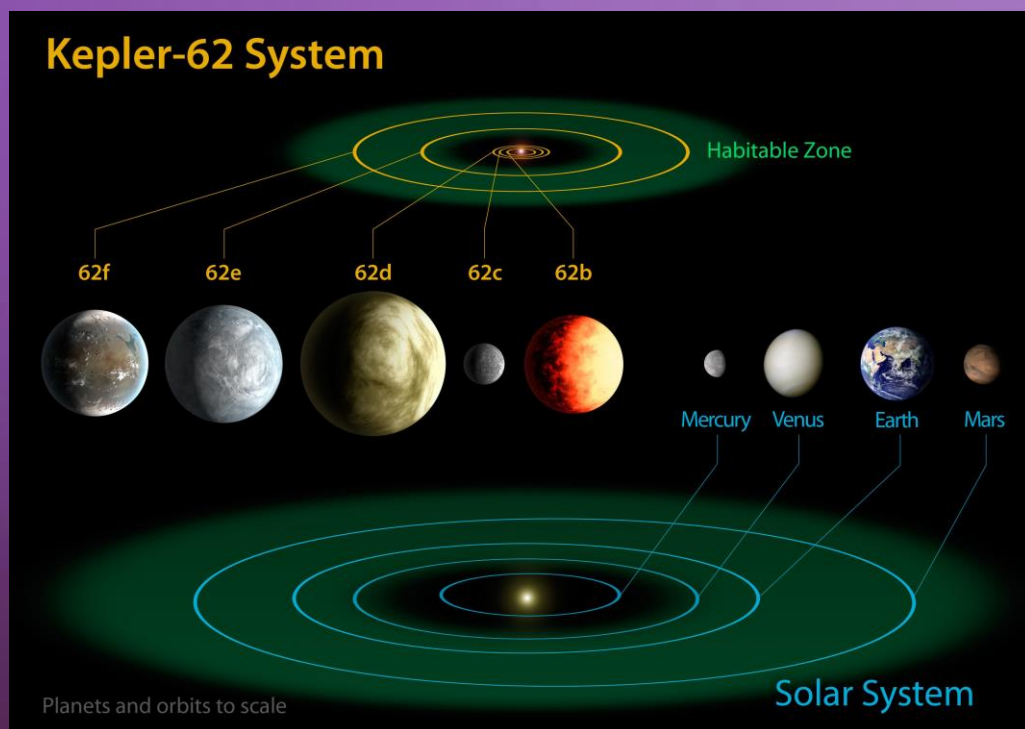 Kepler-62 System
Habitable Zone
62f 62e 62d 62c 62b
Mercury Venus Earth Mars
Solar System
Planets and orbits to scale